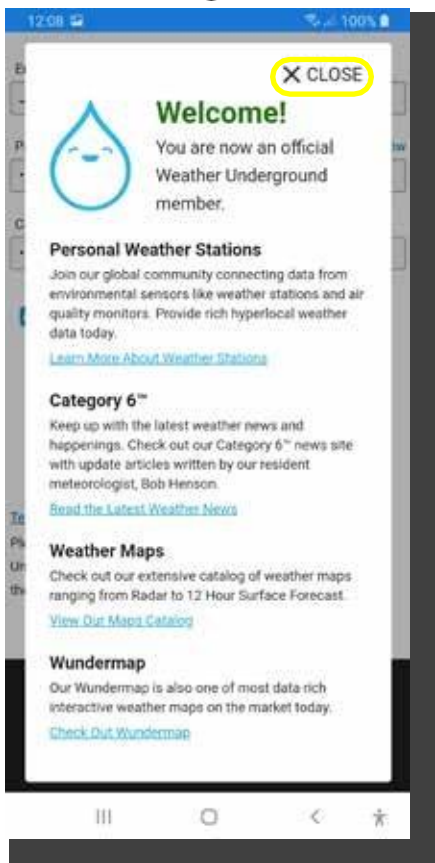 12:08 100%
X CLOSE
Welcome!
You are now an official
Weather Underground
member.
Personal Weather Stations
Join our global community connecting data from
environmental sensors like weather stations and air
quality monitors. Provide rich hyperlocal weather
data today.
Learn More About Weather Stations
Category 6™
Keep up with the latest weather news and
happenings. Check out our Category 6™ news site
with update articles written by our resident
meteorologist, Bob Henson.
Read the Latest Weather News
Weather Maps
Check out our extensive catalog of weather maps
ranging from Radar to 12 Hour Surface Forecast
View Our Maps Catalog
Wundermap
Our Wundermap is also one of most data rich
interactive weather maps on the market today.
Check Out Wundermap